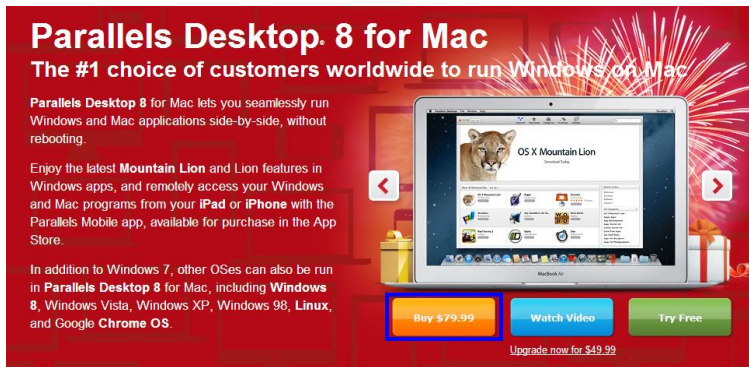 Parallels Desktop® 8 for Mac
The #1 choice of customers worldwide to run Windows on Mac
Parallels Desktop 8 for Mac lets you seamlessly run
Windows and Mac applications side-by-side, without
rebooting.
Enjoy the latest Mountain Lion and Lion features in
Windows apps, and remotely access your Windows
and Mac programs from your iPad or iPhone with the
Parallels Mobile app, available for purchase in the App
Store.
In addition to Windows 7, other OSes can also be run
in Parallels Desktop 8 for Mac, including Windows
8, Windows Vista, Windows XP, Windows 98, Linux,
and Google Chrome OS.
OS X Mountain Lion
Download Today
MacBook Air
Buy $79.99
Watch Video
Try Free
Upgrade now for $49.99